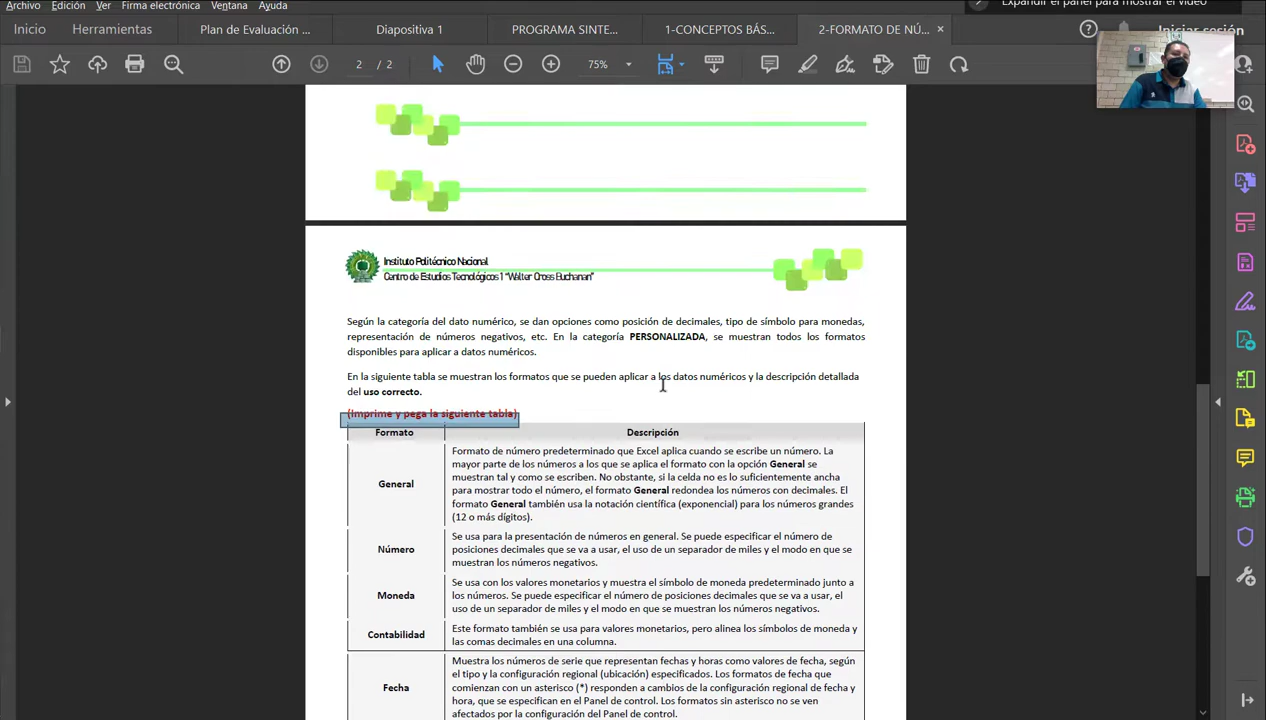 Archivo Edición Ver Firma electrónica Ventana Ayuda
Expandir el panel para mostrar el video
Inicio Herramientas Plan de Evaluación ... Diapositiva 1 PROGRAMA SINTE... 1-CONCEPTOS BÁS... 2-FORMATO DE NÚ... × Iniciar sesión
2 / 2 75%
Instituto Politécnico Nacional
Centro de Estudios Tecnológicos 1 "Walter Cross Buchanan"
Según la categoría del dato numérico, se dan opciones como posición de decimales, tipo de símbolo para monedas,
representación de números negativos, etc. En la categoría PERSONALIZADA, se muestran todos los formatos
disponibles para aplicar a datos numéricos.
En la siguiente tabla se muestran los formatos que se pueden aplicar a los datos numéricos y la descripción detallada
del uso correcto.
(Imprime y pega la siguiente tabla)
Formato Descripción
General
Formato de número predeterminado que Excel aplica cuando se escribe un número. La
mayor parte de los números a los que se aplica el formato con la opción General se
muestran tal y como se escriben. No obstante, si la celda no es lo suficientemente ancha
para mostrar todo el número, el formato General redondea los números con decimales. El
formato General también usa la notación científica (exponencial) para los números grandes
(12 o más dígitos).
Número
Se usa para la presentación de números en general. Se puede especificar el número de
posiciones decimales que se va a usar, el uso de un separador de miles y el modo en que se
muestran los números negativos.
Moneda
Se usa con los valores monetarios y muestra el símbolo de moneda predeterminado junto a
los números. Se puede especificar el número de posiciones decimales que se va a usar, el
uso de un separador de miles y el modo en que se muestran los números negativos.
Contabilidad
Este formato también se usa para valores monetarios, pero alinea los símbolos de moneda y
las comas decimales en una columna.
Fecha
Muestra los números de serie que representan fechas y horas como valores de fecha, según
el tipo y la configuración regional (ubicación) especificados. Los formatos de fecha que
comienzan con un asterisco (*) responden a cambios de la configuración regional de fecha y
hora, que se especifican en el Panel de control. Los formatos sin asterisco no se ven
afectados por la configuración del Panel de control.